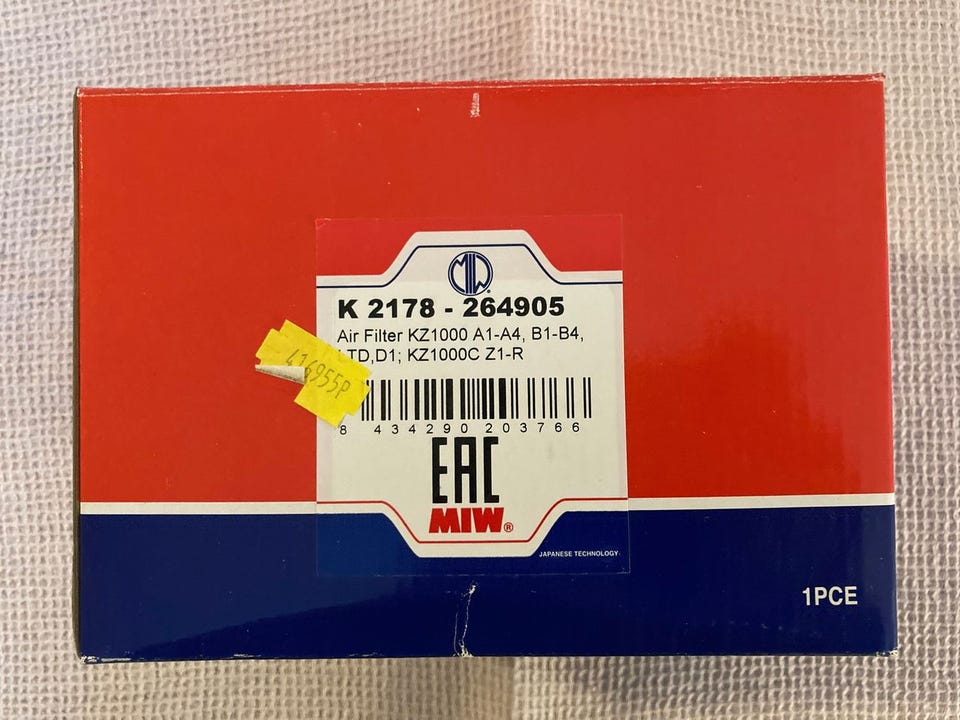 MIW®
K 2178 - 264905
Air Filter KZ1000 A1-A4, B1-B4,
LTD,D1; KZ1000C Z1-R
416955P
8 434290 203766
EAC
MIW®
JAPANESE TECHNOLOGY
1PCE